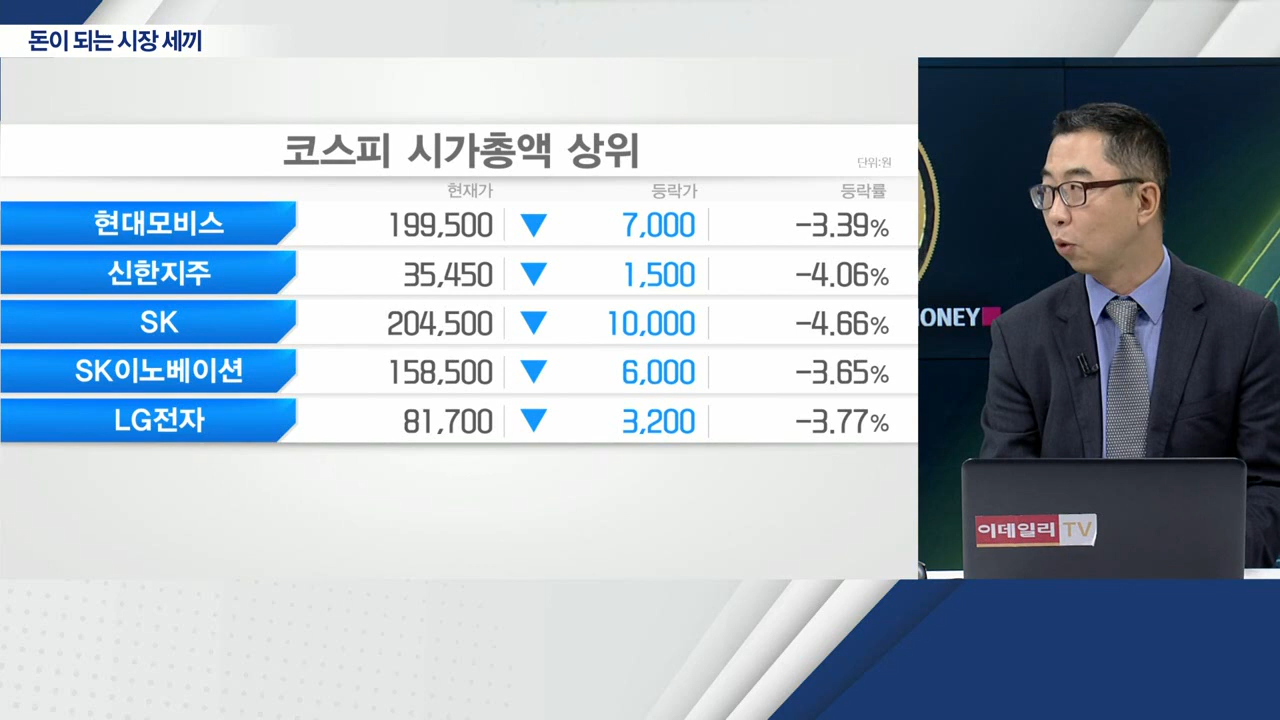 돈이 되는 시장 세끼
코스피 시가총액 상위
단위:원
현재가 등락가 등락률
현대모비스 199,500 ▼ 7,000 -3.39%
신한지주 35,450 ▼ 1,500 -4.06%
SK 204,500 ▼ 10,000 -4.66%
SK이노베이션 158,500 ▼ 6,000 -3.65%
LG전자 81,700 ▼ 3,200 -3.77%
ONEY
이데일리 TV